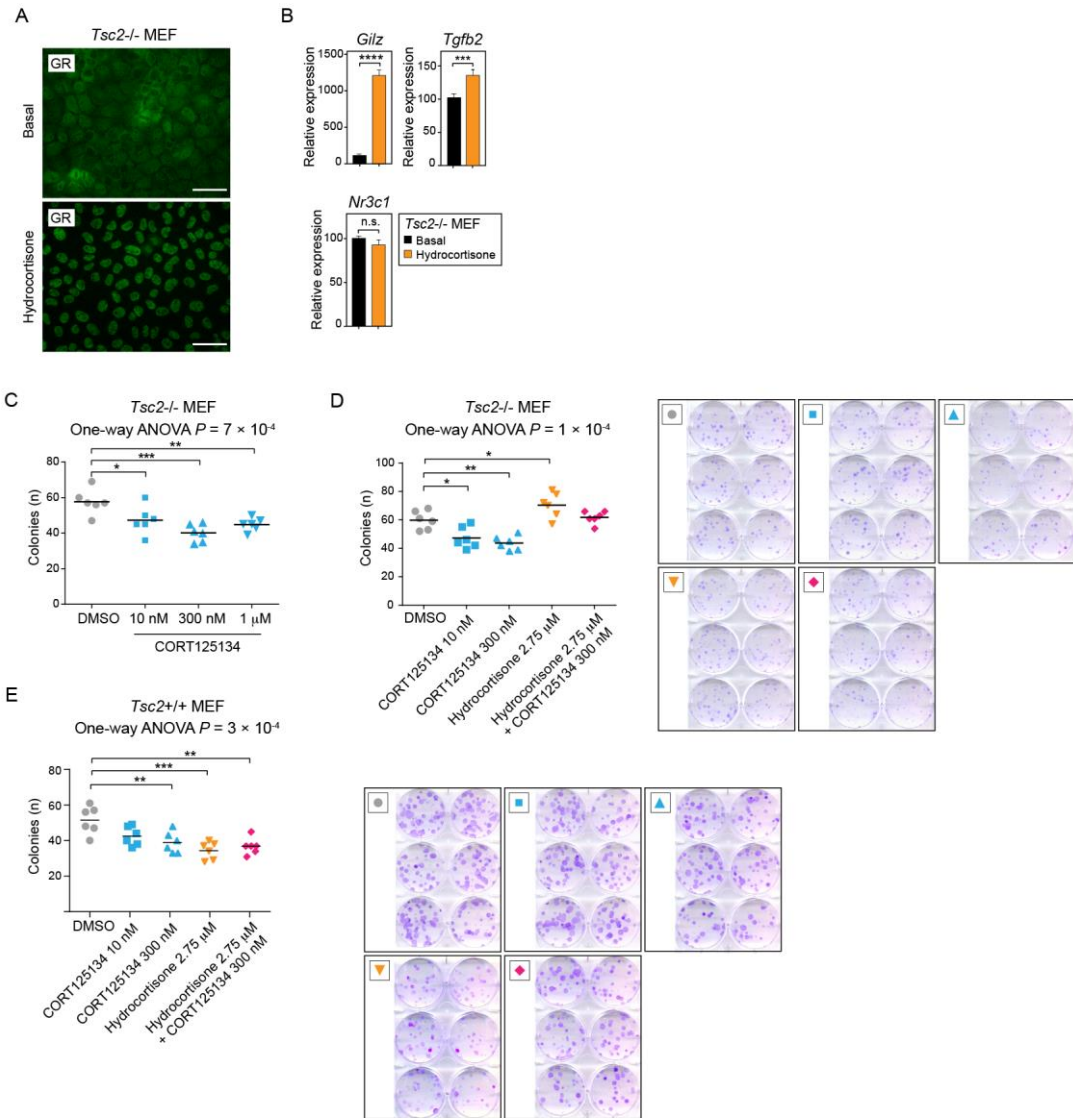 A
Tsc2-/- MEF
GR
Basal
GR
Hydrocortisone
B
Gilz
1500
1000
500
0
Relative expression
****
Tgfb2
150
100
50
0
Relative expression
***
Nr3c1
100
50
0
Relative expression
n.s.
Tsc2-/- MEF
Basal
Hydrocortisone
C
Tsc2-/- MEF
One-way ANOVA P = 7 × 10-4
**
***
*
80
60
40
20
Colonies (n)
DMSO
10 nM
300 nM
1 µM
CORT125134
D
Tsc2-/- MEF
One-way ANOVA P = 1 × 10-4
*
**
*
100
80
60
40
20
0
Colonies (n)
DMSO
CORT125134 10 nM
CORT125134 300 nM
Hydrocortisone 2.75 µM
Hydrocortisone 2.75 µM
+ CORT125134 300 nM
E
Tsc2+/+ MEF
One-way ANOVA P = 3 × 10-4
**
***
**
80
60
40
20
Colonies (n)
DMSO
CORT125134 10 nM
CORT125134 300 nM
Hydrocortisone 2.75 µM
Hydrocortisone 2.75 µM
+ CORT125134 300 nM